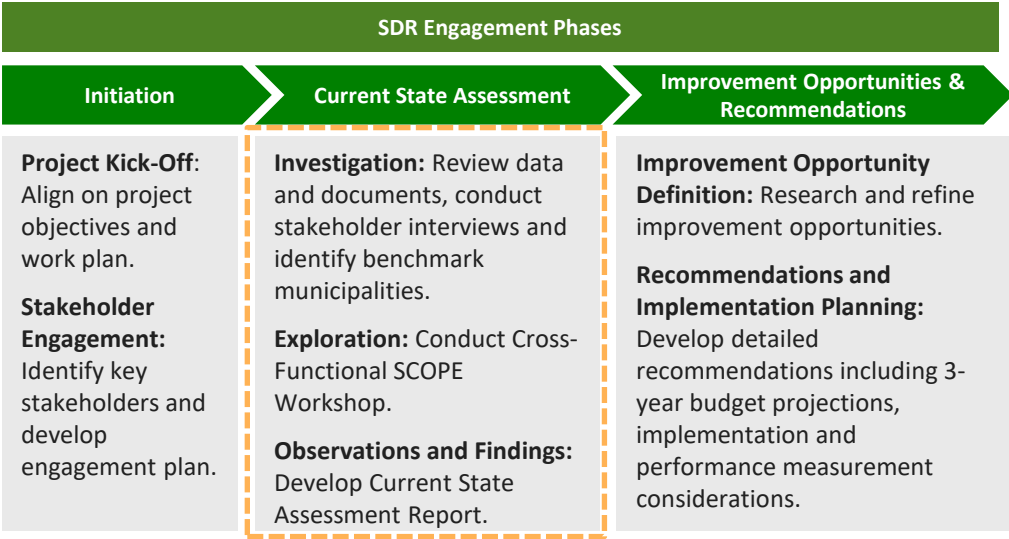 SDR Engagement Phases
Initiation
Current State Assessment
Improvement Opportunities &
Recommendations
Project Kick-Off:
Align on project
objectives and
work plan.
Stakeholder
Engagement:
Identify key
stakeholders and
develop
engagement plan.
Investigation: Review data
and documents, conduct
stakeholder interviews and
identify benchmark
municipalities.
Exploration: Conduct Cross-
Functional SCOPE
Workshop.
Observations and Findings:
Develop Current State
Assessment Report.
Improvement Opportunity
Definition: Research and refine
improvement opportunities.
Recommendations and
Implementation Planning:
Develop detailed
recommendations including 3-
year budget projections,
implementation and
performance measurement
considerations.